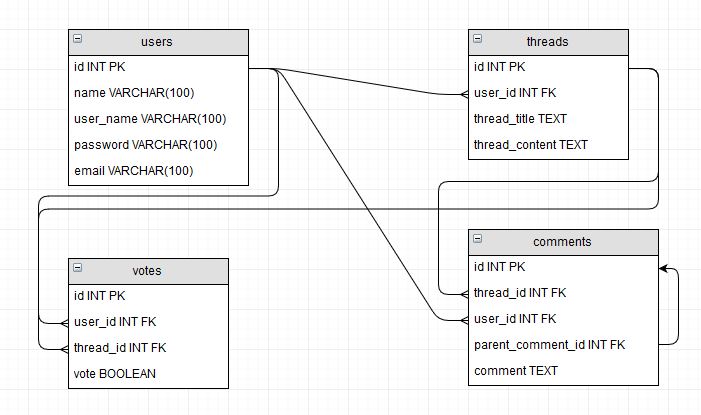 users
id INT PK
name VARCHAR(100)
user_name VARCHAR(100)
password VARCHAR(100)
email VARCHAR(100)
threads
id INT PK
user_id INT FK
thread_title TEXT
thread_content TEXT
votes
id INT PK
user_id INT FK
thread_id INT FK
vote BOOLEAN
comments
id INT PK
thread_id INT FK
user_id INT FK
parent_comment_id INT FK
comment TEXT